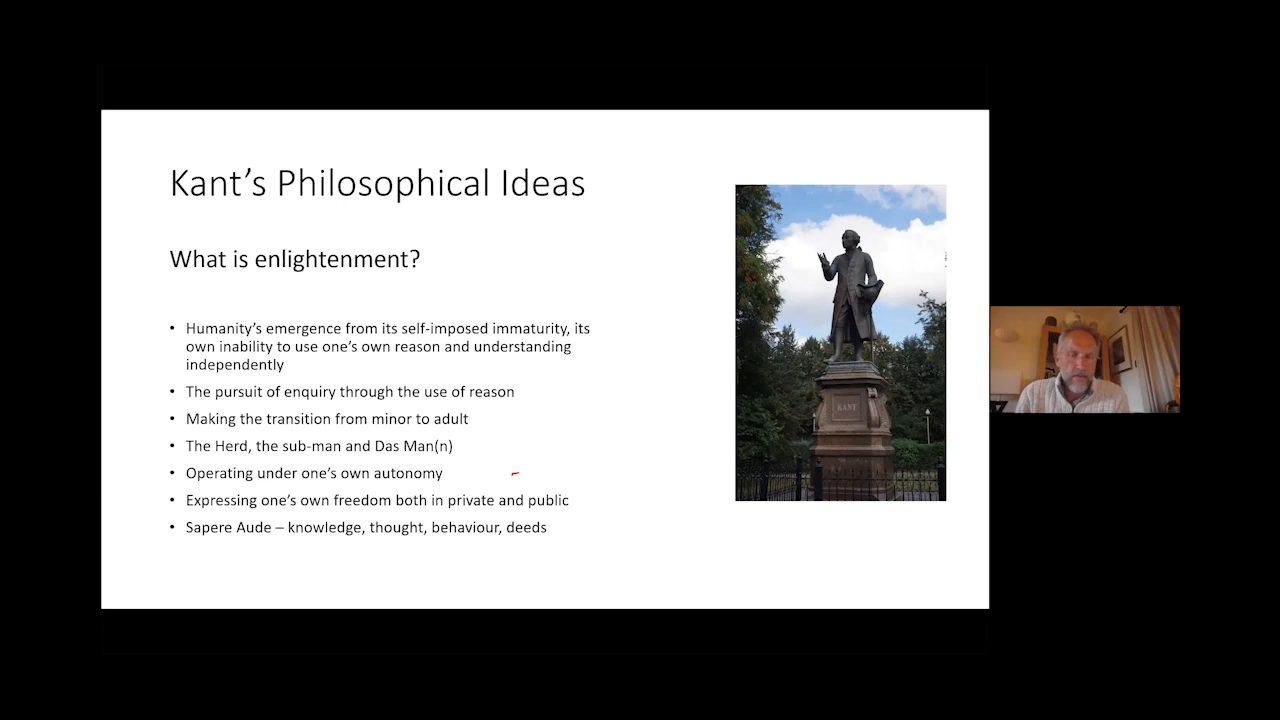 Kant’s Philosophical Ideas
What is enlightenment?
• Humanity’s emergence from its self-imposed immaturity, its
own inability to use one’s own reason and understanding
independently
• The pursuit of enquiry through the use of reason
• Making the transition from minor to adult
• The Herd, the sub-man and Das Man(n)
• Operating under one’s own autonomy
• Expressing one’s own freedom both in private and public
• Sapere Aude – knowledge, thought, behaviour, deeds
KANT